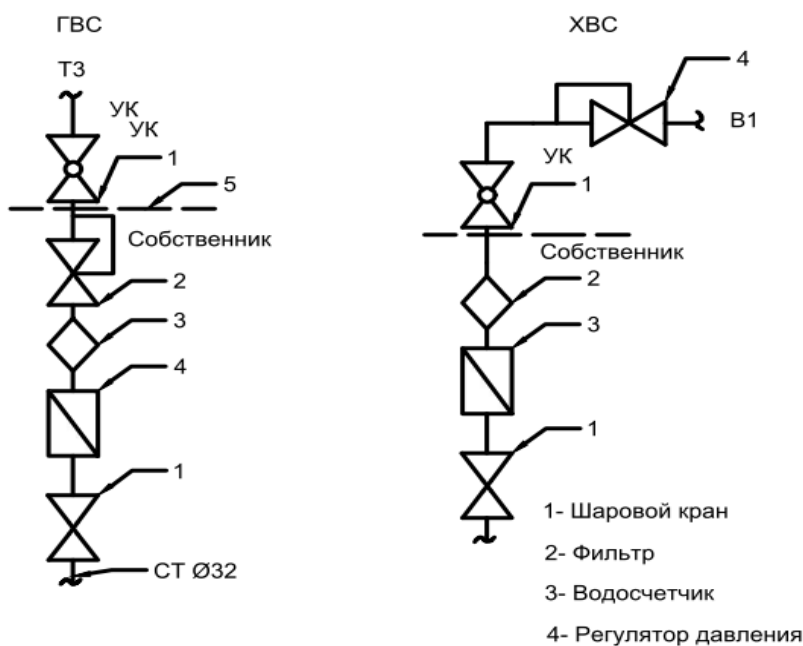 ГВС
Т3
УК
УК
1
5
Собственник
2
3
4
1
СТ Ø32
ХВС
4
В1
УК
1
Собственник
2
3
1
1- Шаровой кран
2- Фильтр
3- Водосчетчик
4- Регулятор давления